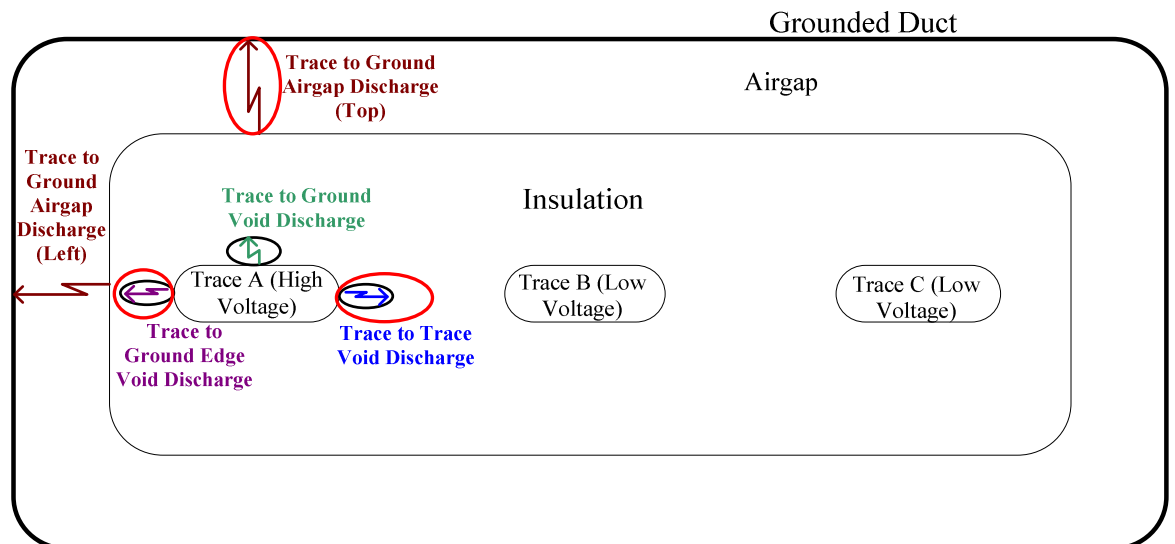 Grounded Duct
Trace to Ground
Airgap Discharge
(Top)
Airgap
Trace to
Ground
Airgap
Discharge
(Left)
Trace to Ground
Void Discharge
Insulation
Trace A (High
Voltage)
Trace B (Low
Voltage)
Trace C (Low
Voltage)
Trace to
Ground Edge
Void Discharge
Trace to Trace
Void Discharge